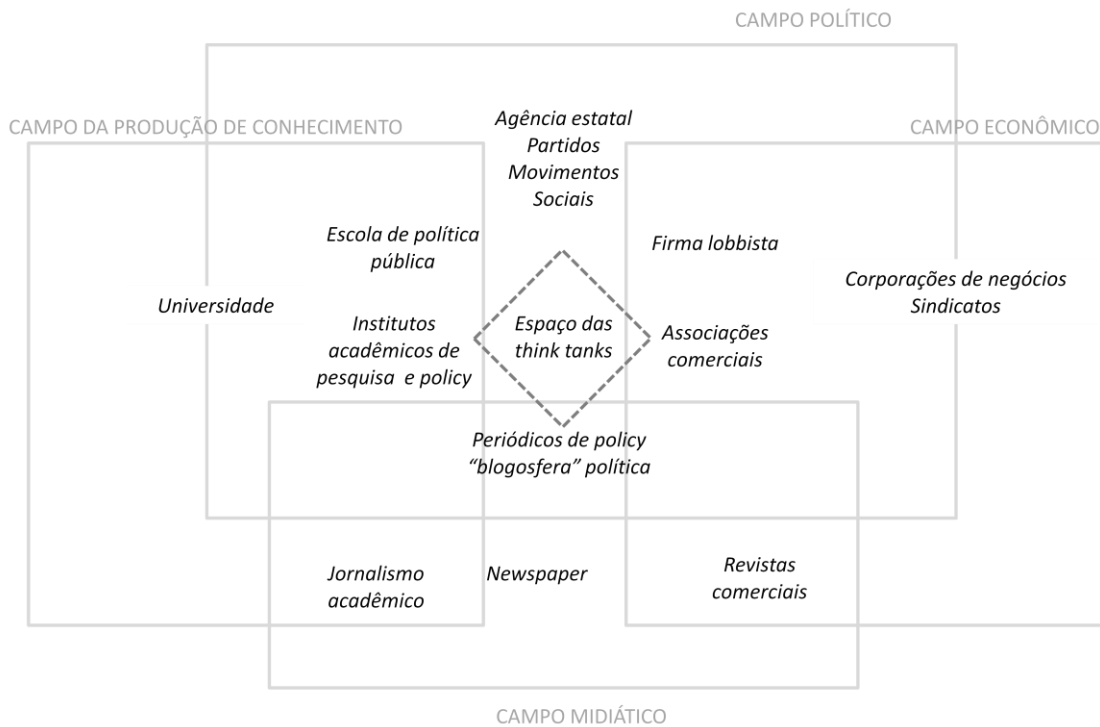 CAMPO POLÍTICO
CAMPO DA PRODUÇÃO DE CONHECIMENTO
CAMPO ECONÔMICO
Agência estatal
Partidos
Movimentos
Sociais
Escola de política
pública
Firma lobbista
Universidade
Corporações de negócios
Sindicatos
Institutos
acadêmicos de
pesquisa e policy
Espaço das
think tanks
Associações
comerciais
Periódicos de policy
“blogosfera” política
Jornalismo
acadêmico
Newspaper
Revistas
comerciais
CAMPO MIDIÁTICO